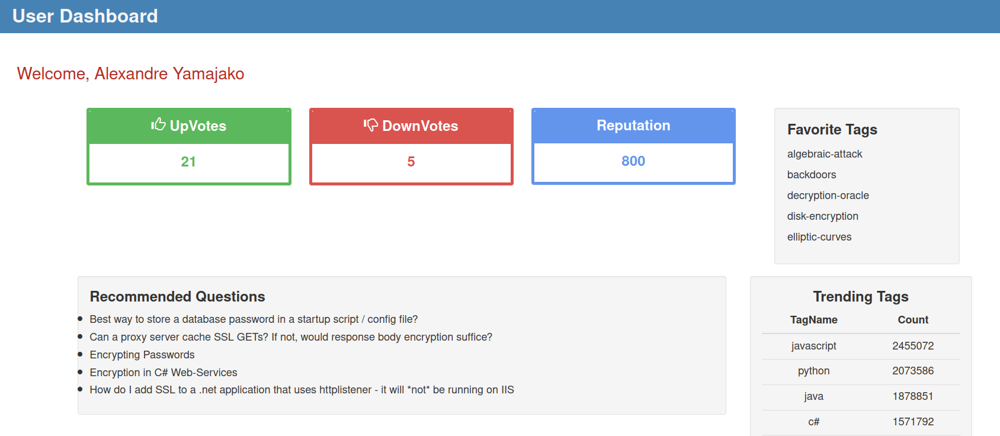 User Dashboard
Welcome, Alexandre Yamajako
UpVotes
21
DownVotes
5
Reputation
800
Favorite Tags
algebraic-attack
backdoors
decryption-oracle
disk-encryption
elliptic-curves
Recommended Questions
Best way to store a database password in a startup script / config file?
Can a proxy server cache SSL GETs? If not, would response body encryption suffice?
Encrypting Passwords
Encryption in C# Web-Services
How do I add SSL to a .net application that uses httplistener - it will *not* be running on IIS
Trending Tags
TagName Count
javascript 2455072
python 2073586
java 1878851
c# 1571792